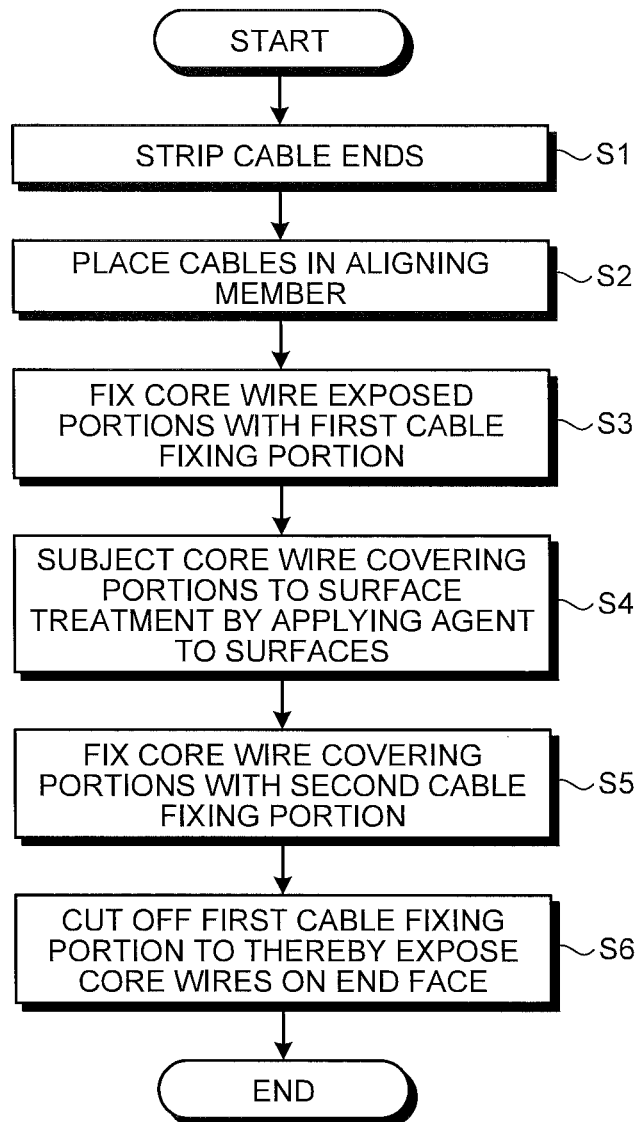 START
STRIP CABLE ENDS
S1
PLACE CABLES IN ALIGNING
MEMBER
S2
FIX CORE WIRE EXPOSED
PORTIONS WITH FIRST CABLE
FIXING PORTION
S3
SUBJECT CORE WIRE COVERING
PORTIONS TO SURFACE
TREATMENT BY APPLYING AGENT
TO SURFACES
S4
FIX CORE WIRE COVERING
PORTIONS WITH SECOND CABLE
FIXING PORTION
S5
CUT OFF FIRST CABLE FIXING
PORTION TO THEREBY EXPOSE
CORE WIRES ON END FACE
S6
END